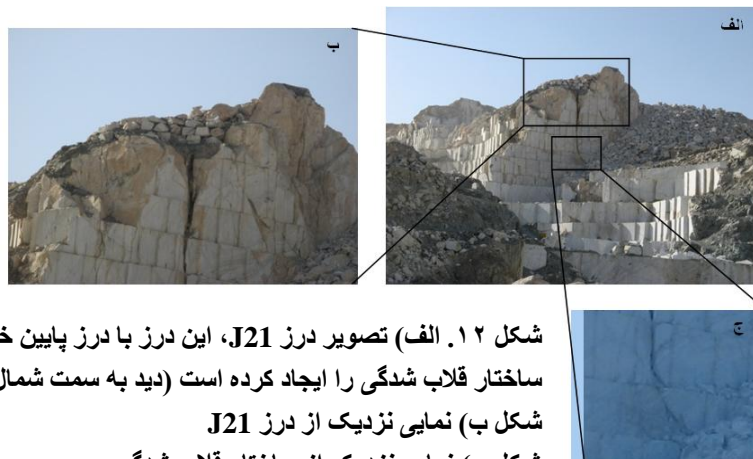 الف
ب
ج
شکل ۱۲. الف) تصویر درز J21، این درز با درز پایین
ساختار قلاب شدگی را ایجاد کرده است (دید به سمت شمال
شکل ب) نمایی نزدیک از درز J21